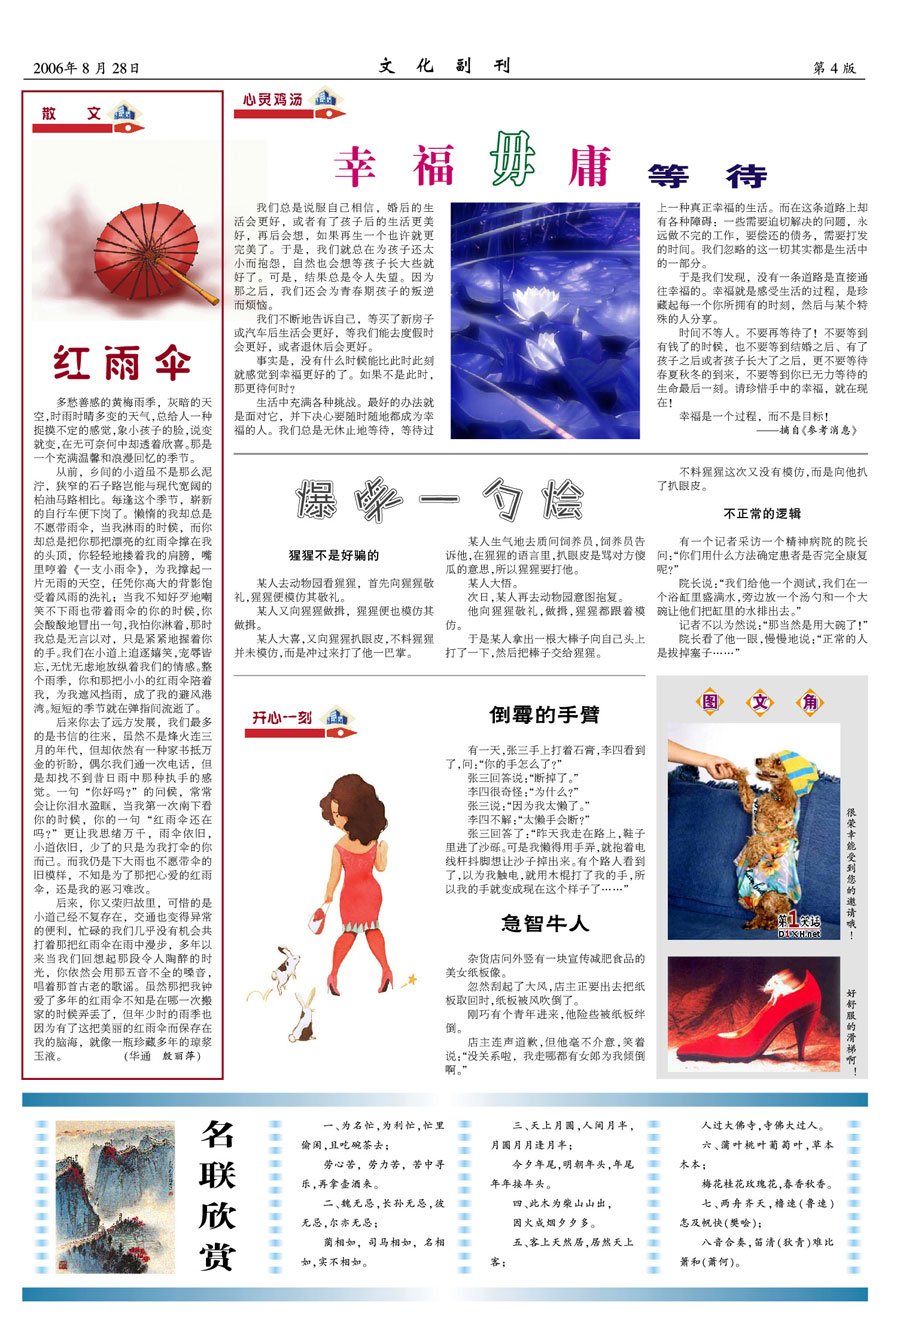 2006年 8 月 28日
文 化 副 刊
第 4 版
散 文
红雨伞
多愁善感的黄梅雨季，灰暗的天
空,时雨时晴多变的天气,总给人一种
捉摸不定的感觉,象小孩子的脸,说变
就变,在无可奈何中却透着欣喜。那是
一个充满温馨和浪漫回忆的季节。
从前，乡间的小道虽不是那么泥
泞，狭窄的石子路岂能与现代宽阔的
柏油马路相比。每逢这个季节，崭新
的自行车便下岗了。懒惰的我却总是
不愿带雨伞，当我淋雨的时候，而你
却总是把你那把漂亮的红雨伞撑在我
的头顶，你轻轻地搂着我的肩膀，嘴
里哼着《一支小雨伞》，为我撑起一
片无雨的天空，任凭你高大的背影饱
受着风雨的洗礼；当我不知好歹地嘲
笑不下雨也带着雨伞的你的时候,你
会酸酸地冒出一句,我怕你淋着,那时
我总是无言以对，只是紧紧地握着你
的手。我们在小道上追逐嬉笑,宠辱皆
忘,无忧无虑地放纵着我们的情感。整
个雨季，你和那把小小的红雨伞陪着
我，为我遮风挡雨，成了我的避风港
湾。短短的季节就在弹指间流逝了。
后来你去了远方发展，我们最多
的是书信的往来，虽然不是烽火连三
月的年代，但却依然有一种家书抵万
金的祈盼，偶尔我们通一次电话，但
是却找不到昔日雨中那种执手的感
觉。一句“你好吗？”的问候，常常
会让你泪水盈眶，当我第一次南下看
你的时候，你的一句“红雨伞还在
吗？”更让我思绪万千，雨伞依旧，
小道依旧，少了的只是为我打伞的你
而己。而我仍是下大雨也不愿带伞的
旧模样，不知是为了那把心爱的红雨
伞，还是我的恶习难改。
后来，你又荣归故里，可惜的是
小道己经不复存在，交通也变得异常
的便利，忙碌的我们几乎没有机会共
打着那把红雨伞在雨中漫步，多年以
来当我们回想起那段令人陶醉的时
光，你依然会用那五音不全的嗓音，
唱着那首古老的歌谣。虽然那把我钟
爱了多年的红雨伞不知是在哪一次搬
家的时候弄丢了，但年少时的雨季也
因为有了这把美丽的红雨伞而保存在
我的脑海，就像一瓶珍藏多年的琼浆
玉液。 (华通 殷丽萍)
心灵鸡汤
幸福毋庸等待
我们总是说服自己相信，婚后的生
活会更好，或者有了孩子后的生活更美
好，再后会想，如果再生一个也许就更
完美了。于是，我们就总在为孩子还太
小而抱怨，自然也会想等孩子长大些就
好了。可是，结果总是令人失望。因为
那之后，我们还会为青春期孩子的叛逆
而烦恼。
我们不断地告诉自己，等买了新房子
或汽车后生活会更好，等我们能去度假时
会更好，或者退休后会更好。
事实是，没有什么时候能比此时此刻
就感觉到幸福更好的了。如果不是此时，
那更待何时？
生活中充满各种挑战。最好的办法就
是面对它，并下决心要随时随地都成为幸
福的人。我们总是无休止地等待，等待过
上一种真正幸福的生活。而在这条道路上却
有各种障碍：一些需要迫切解决的问题，永
远做不完的工作，要偿还的债务，需要打发
的时间。我们忽略的这一切其实都是生活中
的一部分。
于是我们发现，没有一条道路是直接通
往幸福的。幸福就是感受生活的过程，是珍
藏起每一个你所拥有的时刻，然后与某个特
殊的人分享。
时间不等人。不要再等待了！不要等到
有钱了的时候，也不要等到结婚之后、有了
孩子之后或者孩子长大了之后，更不要等待
春夏秋冬的到来，不要等到你已无力等待的
生命最后一刻。请珍惜手中的幸福，就在现
在！
幸福是一个过程，而不是目标！
——摘自《参考消息》
爆笑一勺烩
猩猩不是好骗的
某人去动物园看猩猩，首先向猩猩敬
礼,猩猩便模仿其敬礼。
某人又向猩猩做揖，猩猩便也模仿其
做揖。
某人大喜,又向猩猩扒眼皮,不料猩猩
并未模仿,而是冲过来打了他一巴掌。
某人生气地去质问饲养员,饲养员告
诉他,在猩猩的语言里,扒眼皮是骂对方傻
瓜的意思,所以猩猩要打他。
某人大悟。
次日,某人再去动物园意图抱复。
他向猩猩敬礼,做揖,猩猩都跟着模
仿。
于是某人拿出一根大棒子向自己头上
打了一下,然后把棒子交给猩猩。
不料猩猩这次又没有模仿,而是向他扒
了扒眼皮。
不正常的逻辑
有一个记者采访一个精神病院的院长
问:“你们用什么方法确定患者是否完全康复
呢?”
院长说:“我们给他一个测试,我们在一
个浴缸里盛满水,旁边放一个汤勺和一个大
碗让他们把缸里的水排出去。”
记者不以为然说:“那当然是用大碗了!”
院长看了他一眼,慢慢地说:“正常的人
是拔掉塞子……”
开心一刻
倒霉的手臂
有一天,张三手上打着石膏,李四看到
了,问:“你的手怎么了?”
张三回答说:“断掉了。”
李四很奇怪:“为什么?”
张三说:“因为我太懒了。”
李四不解:“太懒手会断?”
张三回答了:“昨天我走在路上,鞋子
里进了沙砾。可是我懒得用手弄,就抱着电
线杆抖脚想让沙子掉出来。有个路人看到
了,以为我触电,就用木棍打了我的手,所
以我的手就变成现在这个样子了……”
急智牛人
杂货店问外竖有一块宣传减肥食品的
美女纸板像。
忽然刮起了大风,店主正要出去把纸
板取回时,纸板被风吹倒了。
刚巧有个青年进来,他险些被纸板绊
倒。
店主连声道歉,但他毫不介意,笑着
说:“没关系啦，我走哪都有女郎为我倾倒
啊。”
图 文 角
很荣幸能受到您的邀请哦！
第1笑话
D1XH.net
好舒服的滑梯啊！
名联欣赏
一、为名忙,为利忙,忙里
偷闲,且吃碗茶去;
劳心苦，劳力苦，苦中寻
乐,再拿壶酒来。
二、魏无忌,长孙无忌,彼
无忌,尔亦无忌;
蔺相如，司马相如，名相
如,实不相如。
三、天上月圆,人间月半,
月圆月月逢月半;
今夕年尾,明朝年头,年尾
年年接年头。
四、此木为柴山山出,
因火成烟夕夕多。
五、客上天然居,居然天上
客;
人过大佛寺,寺佛大过人。
六、蒲叶桃叶葡萄叶,草本
木本;
梅花桂花玫瑰花,春香秋香。
七、两舟齐天,橹速(鲁速)
怎及帆快(樊哙);
八音合奏,笛清(狄青)难比
箫和(萧何)。